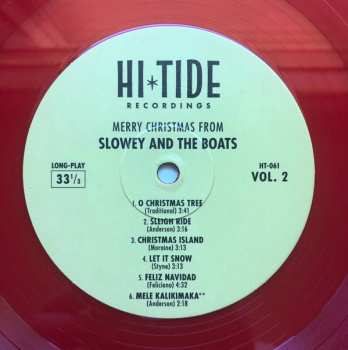 HI★TIDE
RECORDINGS
MERRY CHRISTMAS FROM
SLOWEY AND THE BOATS
LONG-PLAY
33 1/3
HT-061
VOL. 2
1. O CHRISTMAS TREE
(Traditional) 3:41
2. SLEIGH RIDE
(Anderson) 3:16
3. CHRISTMAS ISLAND
(Moraine) 3:13
4. LET IT SNOW
(Styne) 3:13
5. FELIZ NAVIDAD
(Feliciano) 4:32
6. MELE KALIKIMAKA**
(Anderson) 2:18